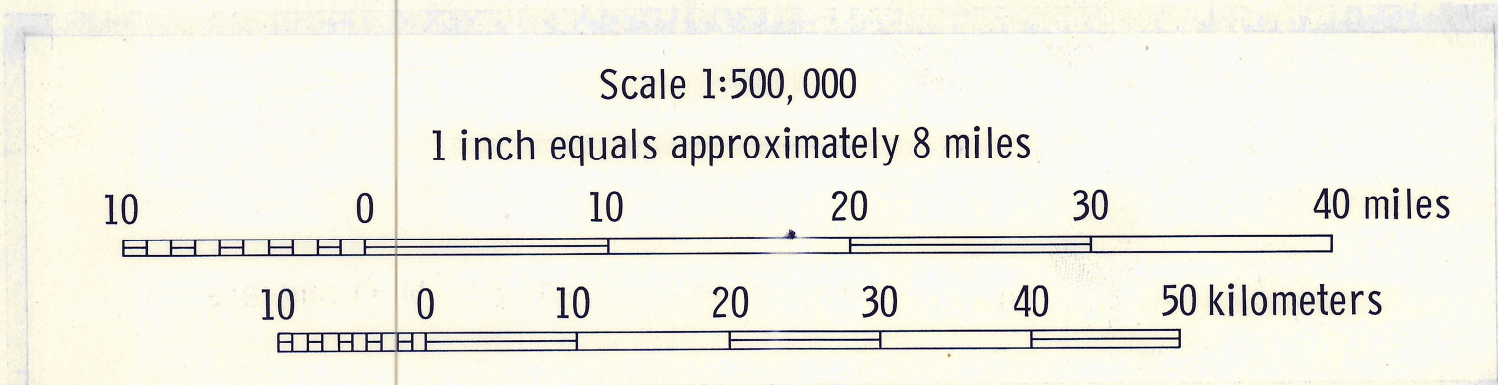 Scale 1:500,000
1 inch equals approximately 8 miles
10 0 10 20 30 40 miles
10 0 10 20 30 40 50 kilometers